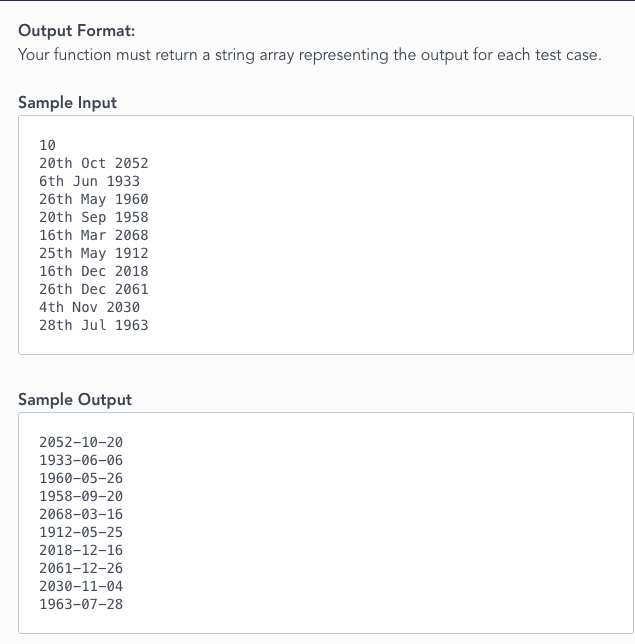 Output Format:
Your function must return a string array representing the output for each test case.
Sample Input
10
20th Oct 2052
6th Jun 1933
26th May 1960
20th Sep 1958
16th Mar 2068
25th May 1912
16th Dec 2018
26th Dec 2061
4th Nov 2030
28th Jul 1963
Sample Output
2052-10-20
1933-06-06
1960-05-26
1958-09-20
2068-03-16
1912-05-25
2018-12-16
2061-12-26
2030-11-04
1963-07-28